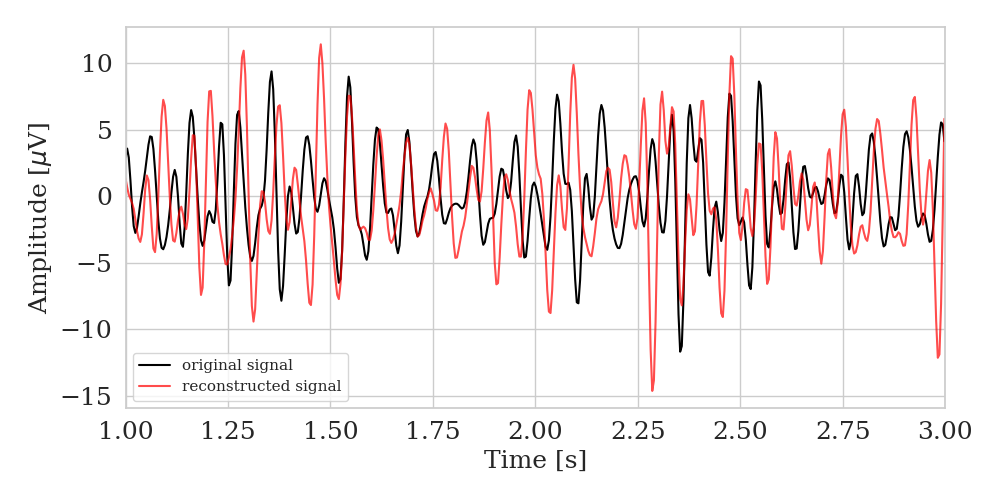 Amplitude [μV]
10
5
0
−5
−10
−15
original signal
reconstructed signal
1.00 1.25 1.50 1.75 2.00 2.25 2.50 2.75 3.00
Time [s]